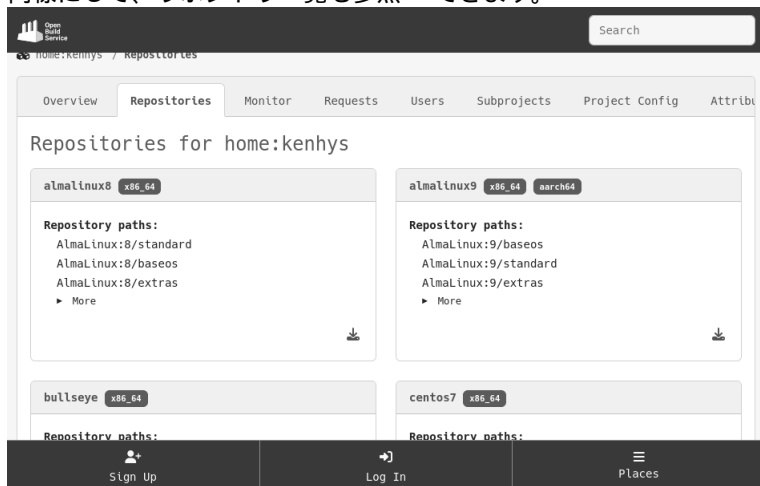 Open
Build
Service
Search
home:kenhys / Repositories
Overview Repositories Monitor Requests Users Subprojects Project Config Attribu
Repositories for home:kenhys
almalinux8 x86_64
almalinux9 x86_64 aarch64
Repository paths:
AlmaLinux:8/standard
AlmaLinux:8/baseos
AlmaLinux:8/extras
More
Repository paths:
AlmaLinux:9/baseos
AlmaLinux:9/standard
AlmaLinux:9/extras
More
bullseye x86_64
centos7 x86_64
Repository paths:
Repository paths:
Sign Up
Log In
Places